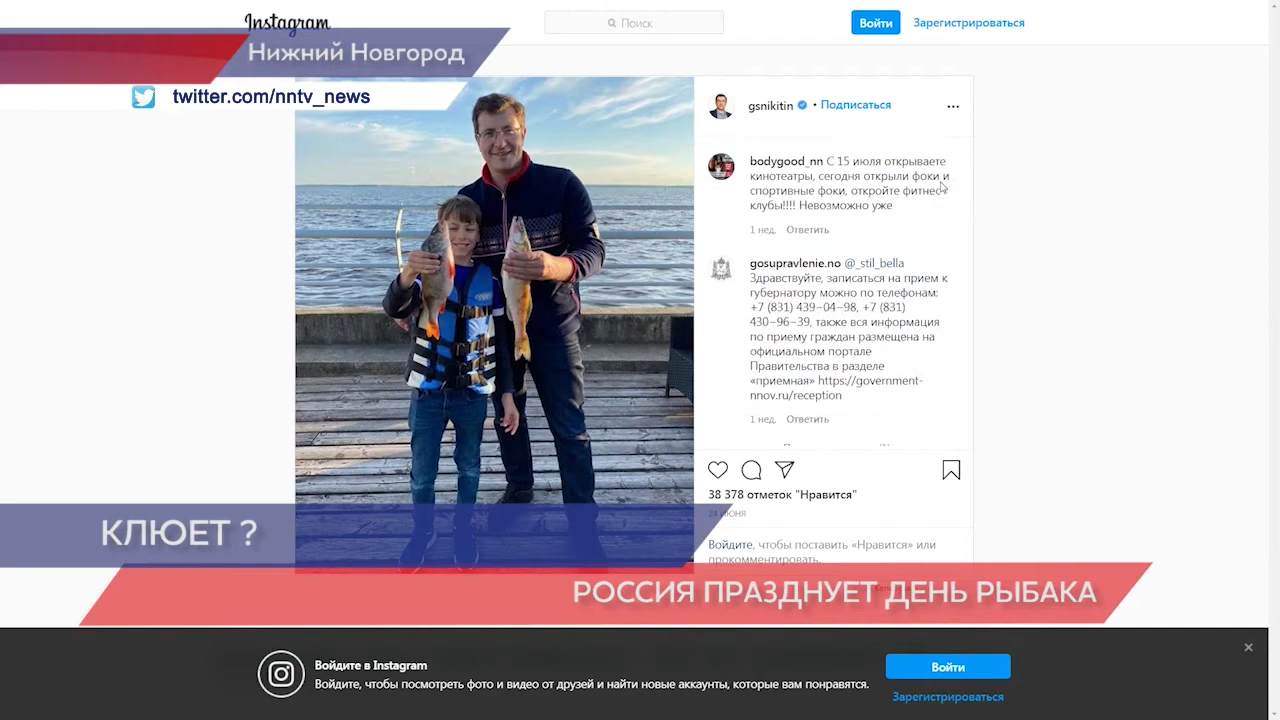 Instagram
Поиск
Войти
Зарегистрироваться
Нижний Новгород
twitter.com/nntv_news
gsnikitin • Подписаться
bodygood_nn С 15 июля открываете
кинотеатры, сегодня открыли фоки и
спортивные фоки, откройте фитнес
клубы!!!! Невозможно уже
1 нед. Ответить
gosupravlenie.no @_stil_bella
Здравствуйте, записаться на прием к
губернатору можно по телефонам:
+7 (831) 439-04-98, +7 (831)
430-96-39, также вся информация
по приему граждан размещена на
официальном портале
Правительства в разделе
«приемная» https://government-
nnov.ru/reception
1 нед. Ответить
38 378 отметок "Нравится"
24 ИЮНЯ
Войдите, чтобы поставить «Нравится» или
прокомментировать.
КЛЮЕТ ?
РОССИЯ ПРАЗДНУЕТ ДЕНЬ РЫБАКА
Войдите в Instagram
Войдите, чтобы посмотреть фото и видео от друзей и найти новые аккаунты, которые вам понравятся.
Войти
Зарегистрироваться